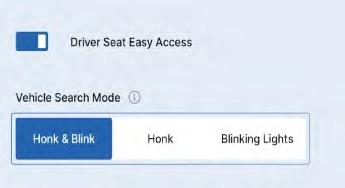 Driver Seat Easy Access
Vehicle Search Mode
Honk & Blink Honk Blinking Lights